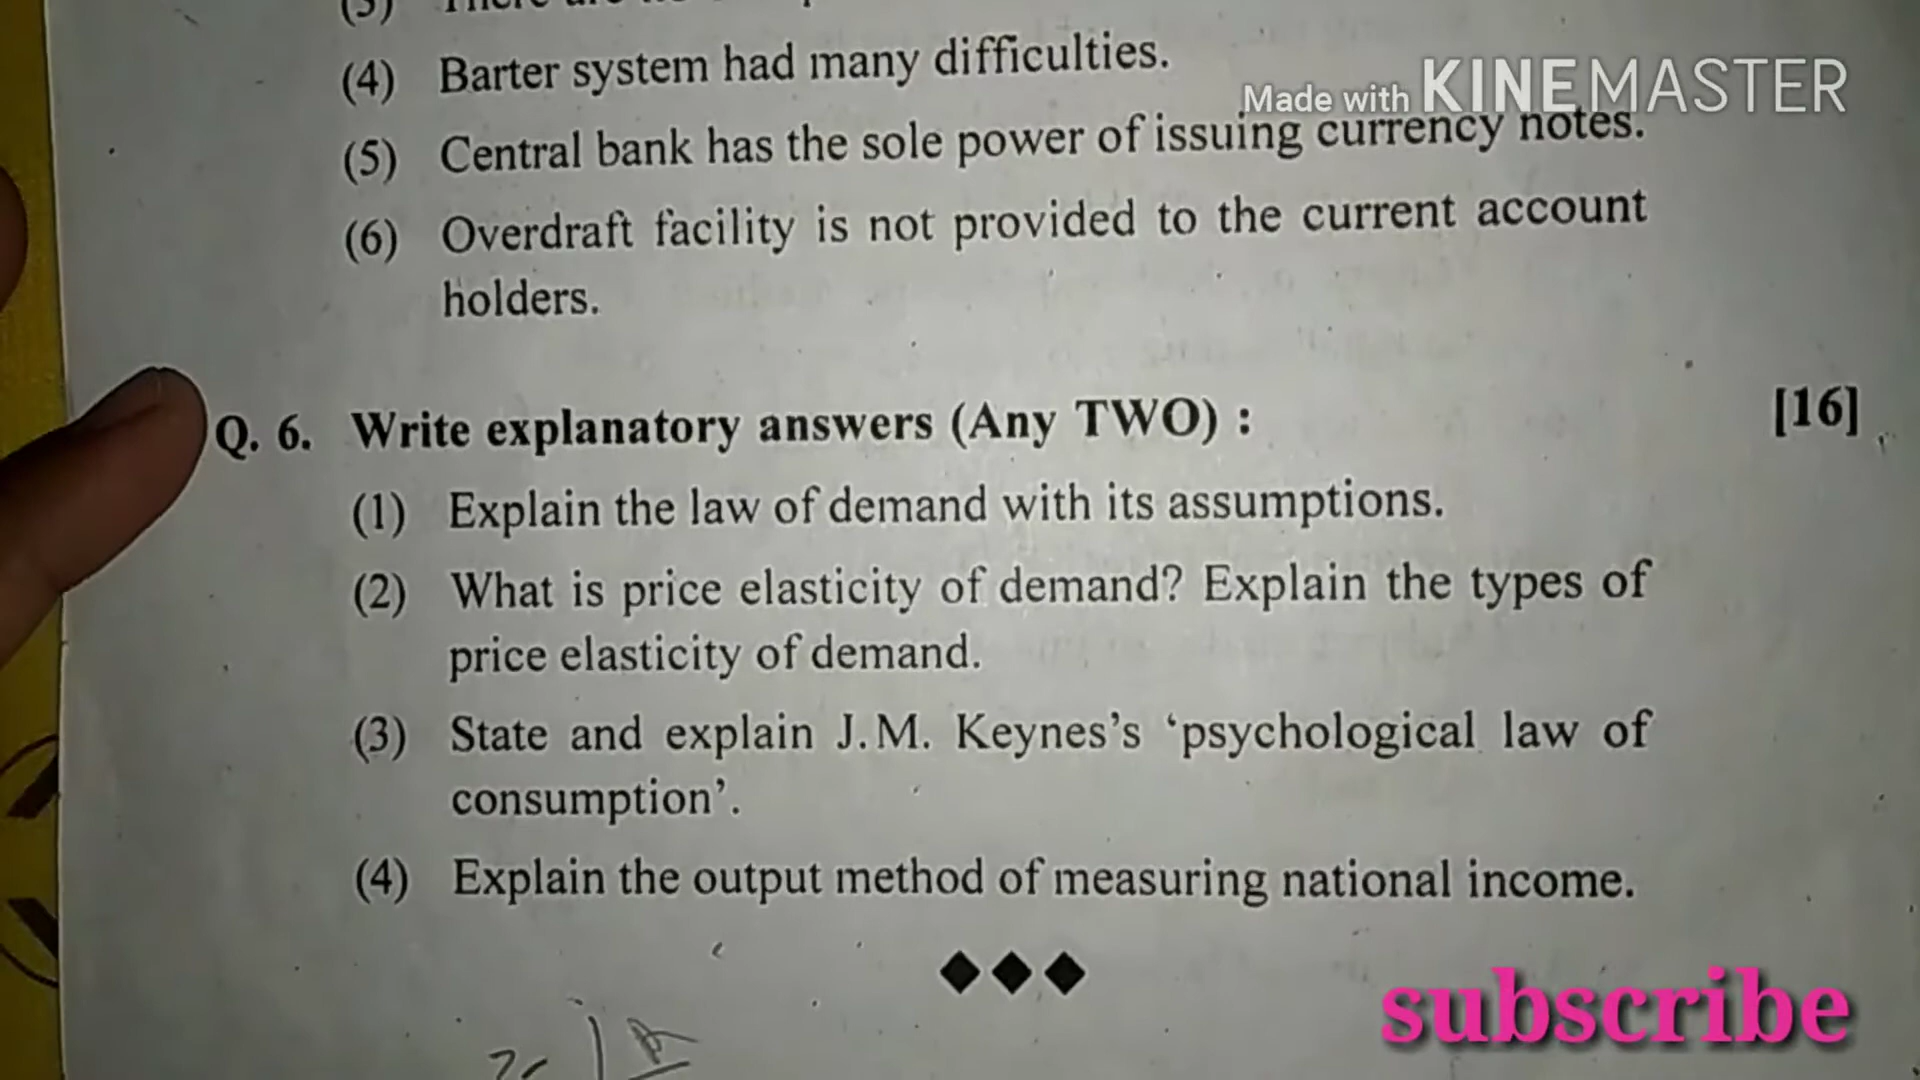 (3) There are
(4) Barter system had many difficulties.
Made with KINEMASTER
(5) Central bank has the sole power of issuing currency notes.
(6) Overdraft facility is not provided to the current account
holders.
Q. 6. Write explanatory answers (Any TWO) : [16]
(1) Explain the law of demand with its assumptions.
(2) What is price elasticity of demand? Explain the types of
price elasticity of demand.
(3) State and explain J.M. Keynes's ‘psychological law of
consumption’.
(4) Explain the output method of measuring national income.
subscribe